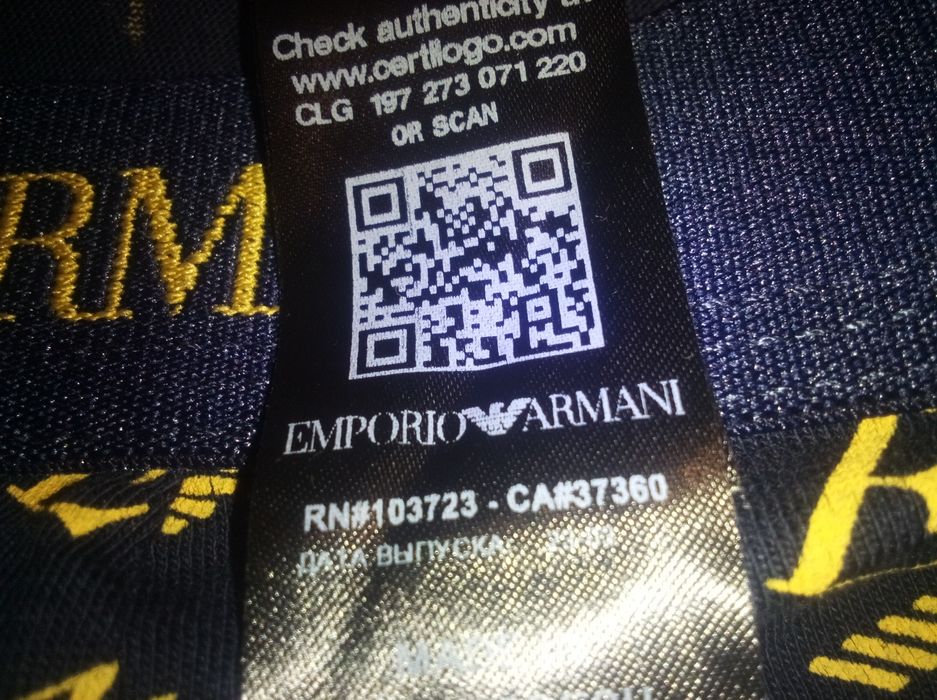 Check authenticity
www.certilogo.com
CLG 197 273 071 220
OR SCAN
RM
EMPORIO ARMANI
RN#103723 - CA#37360
ДАТА ВЫПУСКА